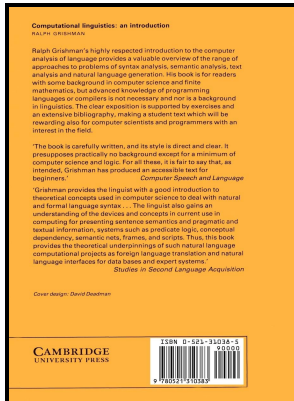 Computational linguistics: an introduction
RALPH GRISHMAN
Ralph Grishman's highly respected introduction to the computer
analysis of language provides a valuable overview of the range of
approaches to problems of syntax analysis, semantic analysis, text
analysis and natural language generation. His book is for readers
with some background in computer science and finite
mathematics, but advanced knowledge of programming
languages or compilers is not necessary and nor is a background
in linguistics. The clear exposition is supported by exercises and
an extensive bibliography, making a student text which will be
rewarding also for computer scientists and programmers with an
interest in the field.
'The book is carefully written, and its style is direct and clear. It
presupposes practically no background except for a minimum of
computer science and logic. For all these, it is fair to say that, as
intended, Grishman has produced an accessible text for
beginners.' Computer Speech and Language
'Grishman provides the linguist with a good introduction to
theoretical concepts used in computer science to deal with natural
and formal language syntax . . . The linguist also gains an
understanding of the devices and concepts in current use in
computing for presenting sentence semantics and pragmatic and
textual information, systems such as predicate logic, conceptual
dependency, semantic nets, frames, and scripts. Thus, this book
provides the theoretical underpinnings of such natural language
computational projects as foreign language translation and natural
language interfaces for data bases and expert systems.'
Studies in Second Language Acquisition
Cover design: David Deadman
ISBN 0-521-31038-5
90000
CAMBRIDGE
UNIVERSITY PRESS
9 780521 310383